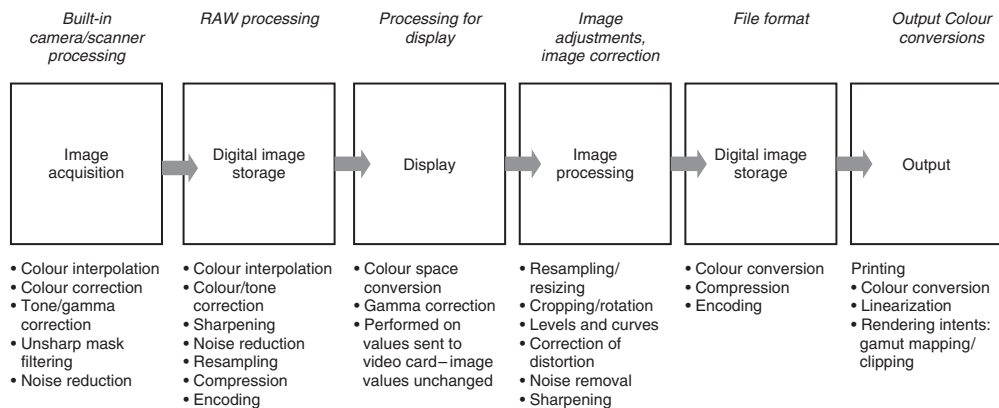 Built-in
camera/scanner
processing
RAW processing
Processing for
display
Image
adjustments,
image correction
File format
Output Colour
conversions
Image
acquisition
Digital image
storage
Display
Image
processing
Digital image
storage
Output
• Colour interpolation
• Colour correction
• Tone/gamma
correction
• Unsharp mask
filtering
• Noise reduction
• Colour interpolation
• Colour/tone
correction
• Sharpening
• Noise reduction
• Resampling
• Compression
• Encoding
• Colour space
conversion
• Gamma correction
• Performed on
values sent to
video card–image
values unchanged
• Resampling/
resizing
• Cropping/rotation
• Levels and curves
• Correction of
distortion
• Noise removal
• Sharpening
• Colour conversion
• Compression
• Encoding
Printing
• Colour conversion
• Linearization
• Rendering intents:
gamut mapping/
clipping